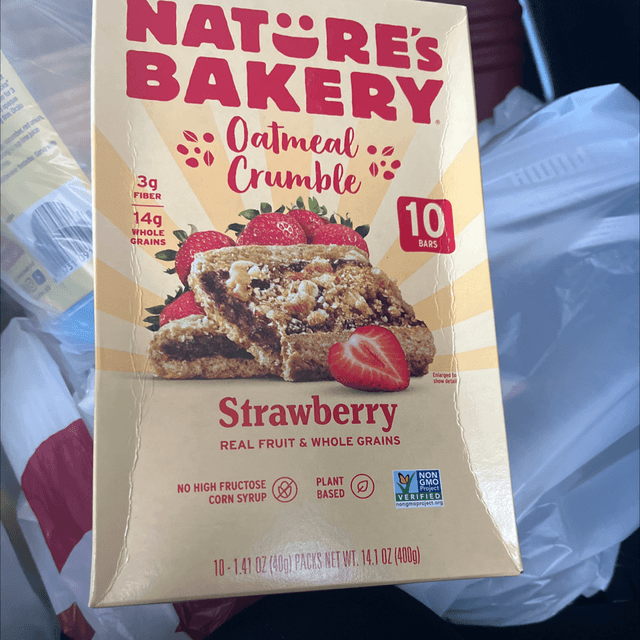 NATURE'S
BAKERY®
Oatmeal
Crumble
3g
FIBER
14g
WHOLE
GRAINS
10
BARS
Enlarged to
show detail
Strawberry
REAL FRUIT & WHOLE GRAINS
NO HIGH FRUCTOSE
CORN SYRUP
PLANT
BASED
NON
GMO
Project
VERIFIED
nongmoproject.org
10 - 1.41 OZ (40g) PACKS NET WT. 14.1 OZ (400g)